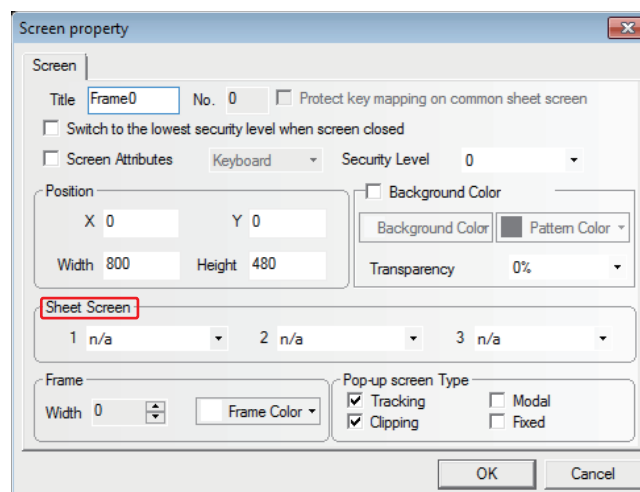 Screen property
Screen
Title Frame0 No. 0 Protect key mapping on common sheet screen
Switch to the lowest security level when screen closed
Screen Attributes Keyboard Security Level 0
Position Background Color
X 0 Y 0 Background Color Pattern Color
Width 800 Height 480 Transparency 0%
Sheet Screen
1 n/a 2 n/a 3 n/a
Frame Pop-up screen Type
Width 0 Frame Color Tracking Modal
Clipping Fixed
OK Cancel